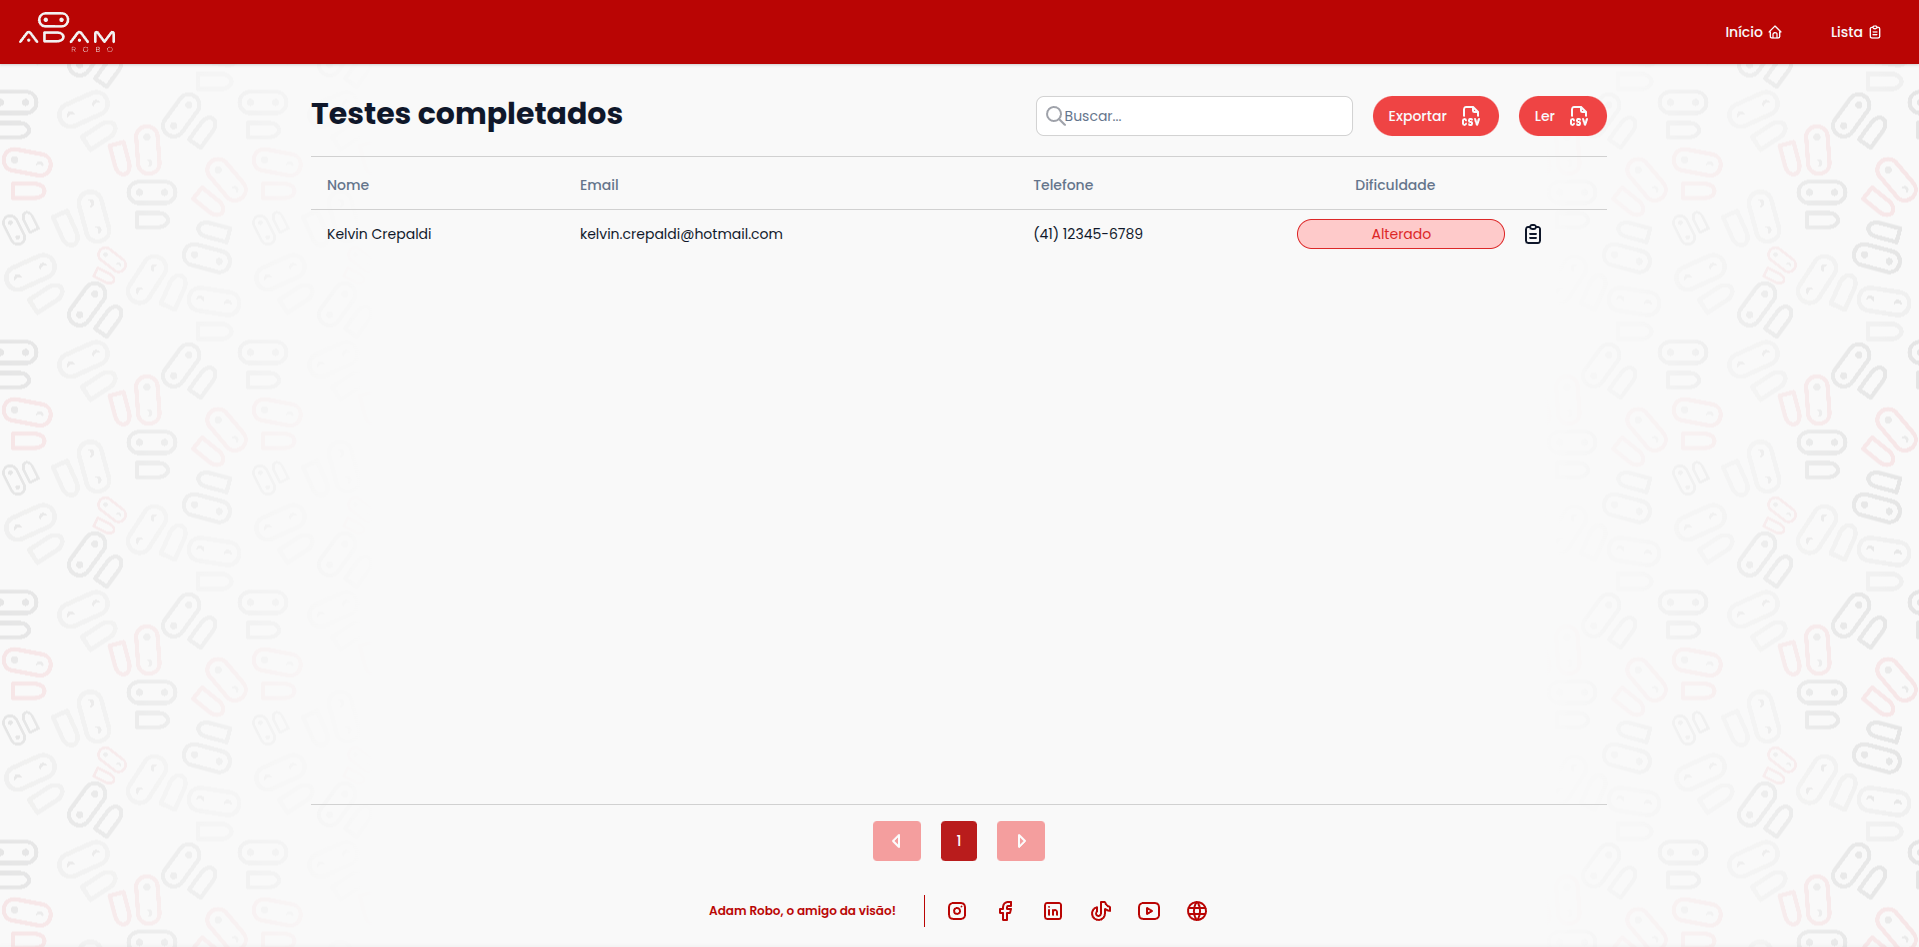 ADAM
ROBO
Início
Lista
Testes completados
Buscar...
Exportar
CSV
Ler
CSV
Nome
Email
Telefone
Dificuldade
Kelvin Crepaldi
kelvin.crepaldi@hotmail.com
(41) 12345-6789
Alterado
1
Adam Robo, o amigo da visão!